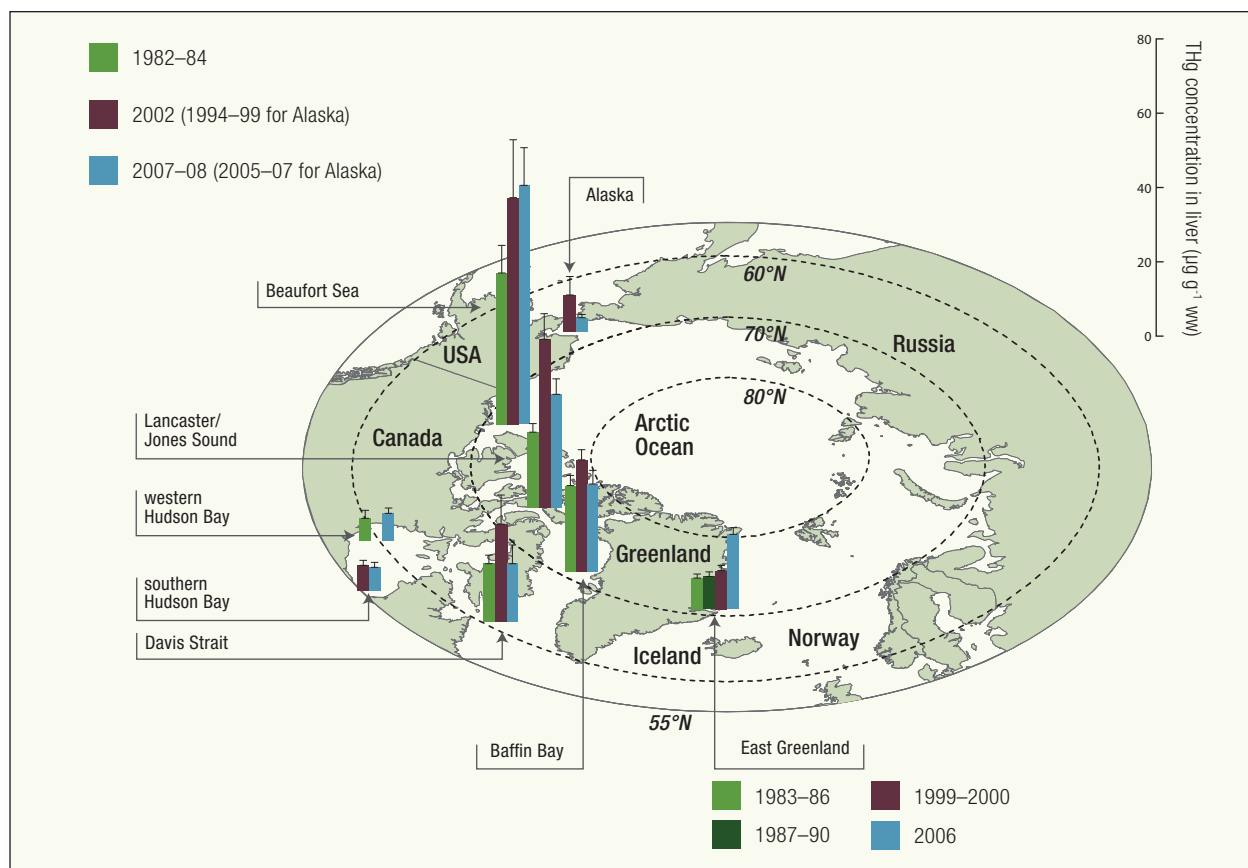 1982–84
2002 (1994–99 for Alaska)
2007–08 (2005–07 for Alaska)
80
60
40
20
0
THg concentration in liver (µg g⁻¹ ww)
Alaska
Beaufort Sea
60°N
70°N
80°N
USA
Russia
Lancaster/
Jones Sound
Canada
Arctic
Ocean
western
Hudson Bay
Greenland
southern
Hudson Bay
Davis Strait
Iceland
Norway
55°N
Baffin Bay
East Greenland
1983–86
1999–2000
1987–90
2006